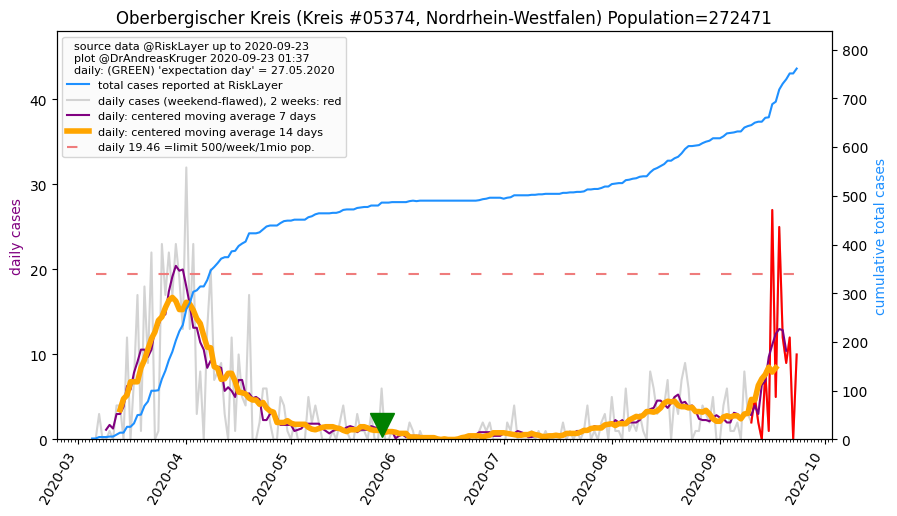 Oberbergischer Kreis (Kreis #05374, Nordrhein-Westfalen) Population=272471
source data @RiskLayer up to 2020-09-23
plot @DrAndreasKruger 2020-09-23 01:37
daily: (GREEN) 'expectation day' = 27.05.2020
total cases reported at RiskLayer
daily cases (weekend-flawed), 2 weeks: red
daily: centered moving average 7 days
daily: centered moving average 14 days
daily 19.46 =limit 500/week/1mio pop.
daily cases
40
30
20
10
0
cumulative total cases
800
700
600
500
400
300
200
100
0
2020-03
2020-04
2020-05
2020-06
2020-07
2020-08
2020-09
2020-10